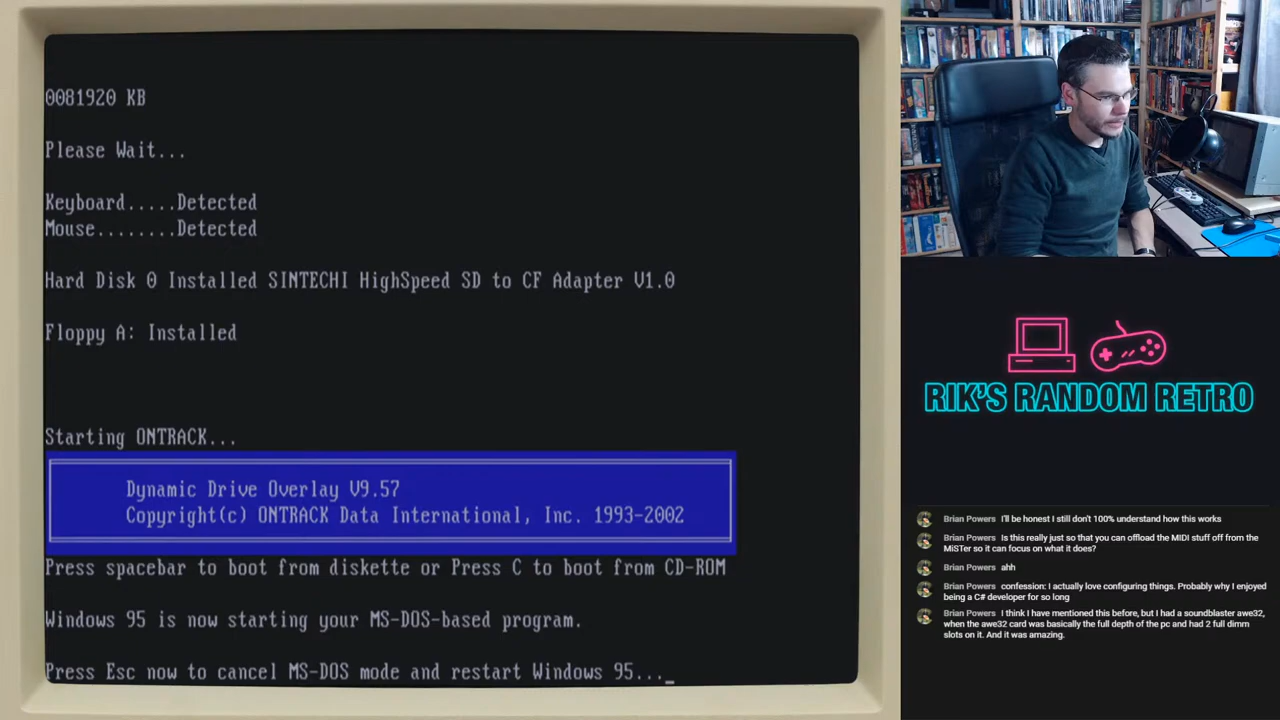 0081920 KB
Please Wait...
Keyboard.....Detected
Mouse........Detected
Hard Disk 0 Installed SINTECHI HighSpeed SD to CF Adapter V1.0
Floppy A: Installed
Starting ONTRACK...
Dynamic Drive Overlay V9.57
Copyright(c) ONTRACK Data International, Inc. 1993-2002
Press spacebar to boot from diskette or Press C to boot from CD-ROM
Windows 95 is now starting your MS-DOS-based program.
Press Esc now to cancel MS-DOS mode and restart Windows 95..._
RIK'S RANDOM RETRO
Brian Powers I'll be honest I still don't 100% understand how this works
Brian Powers Is this really just so that you can offload the MIDI stuff off from the
MiSTer so it can focus on what it does?
Brian Powers ahh
Brian Powers confession: I actually love configuring things. Probably why I enjoyed
being a C# developer for so long
Brian Powers I think I have mentioned this before, but I had a soundblaster awe32,
when the awe32 card was basically the full depth of the pc and had 2 full dimm
slots on it. And it was amazing.